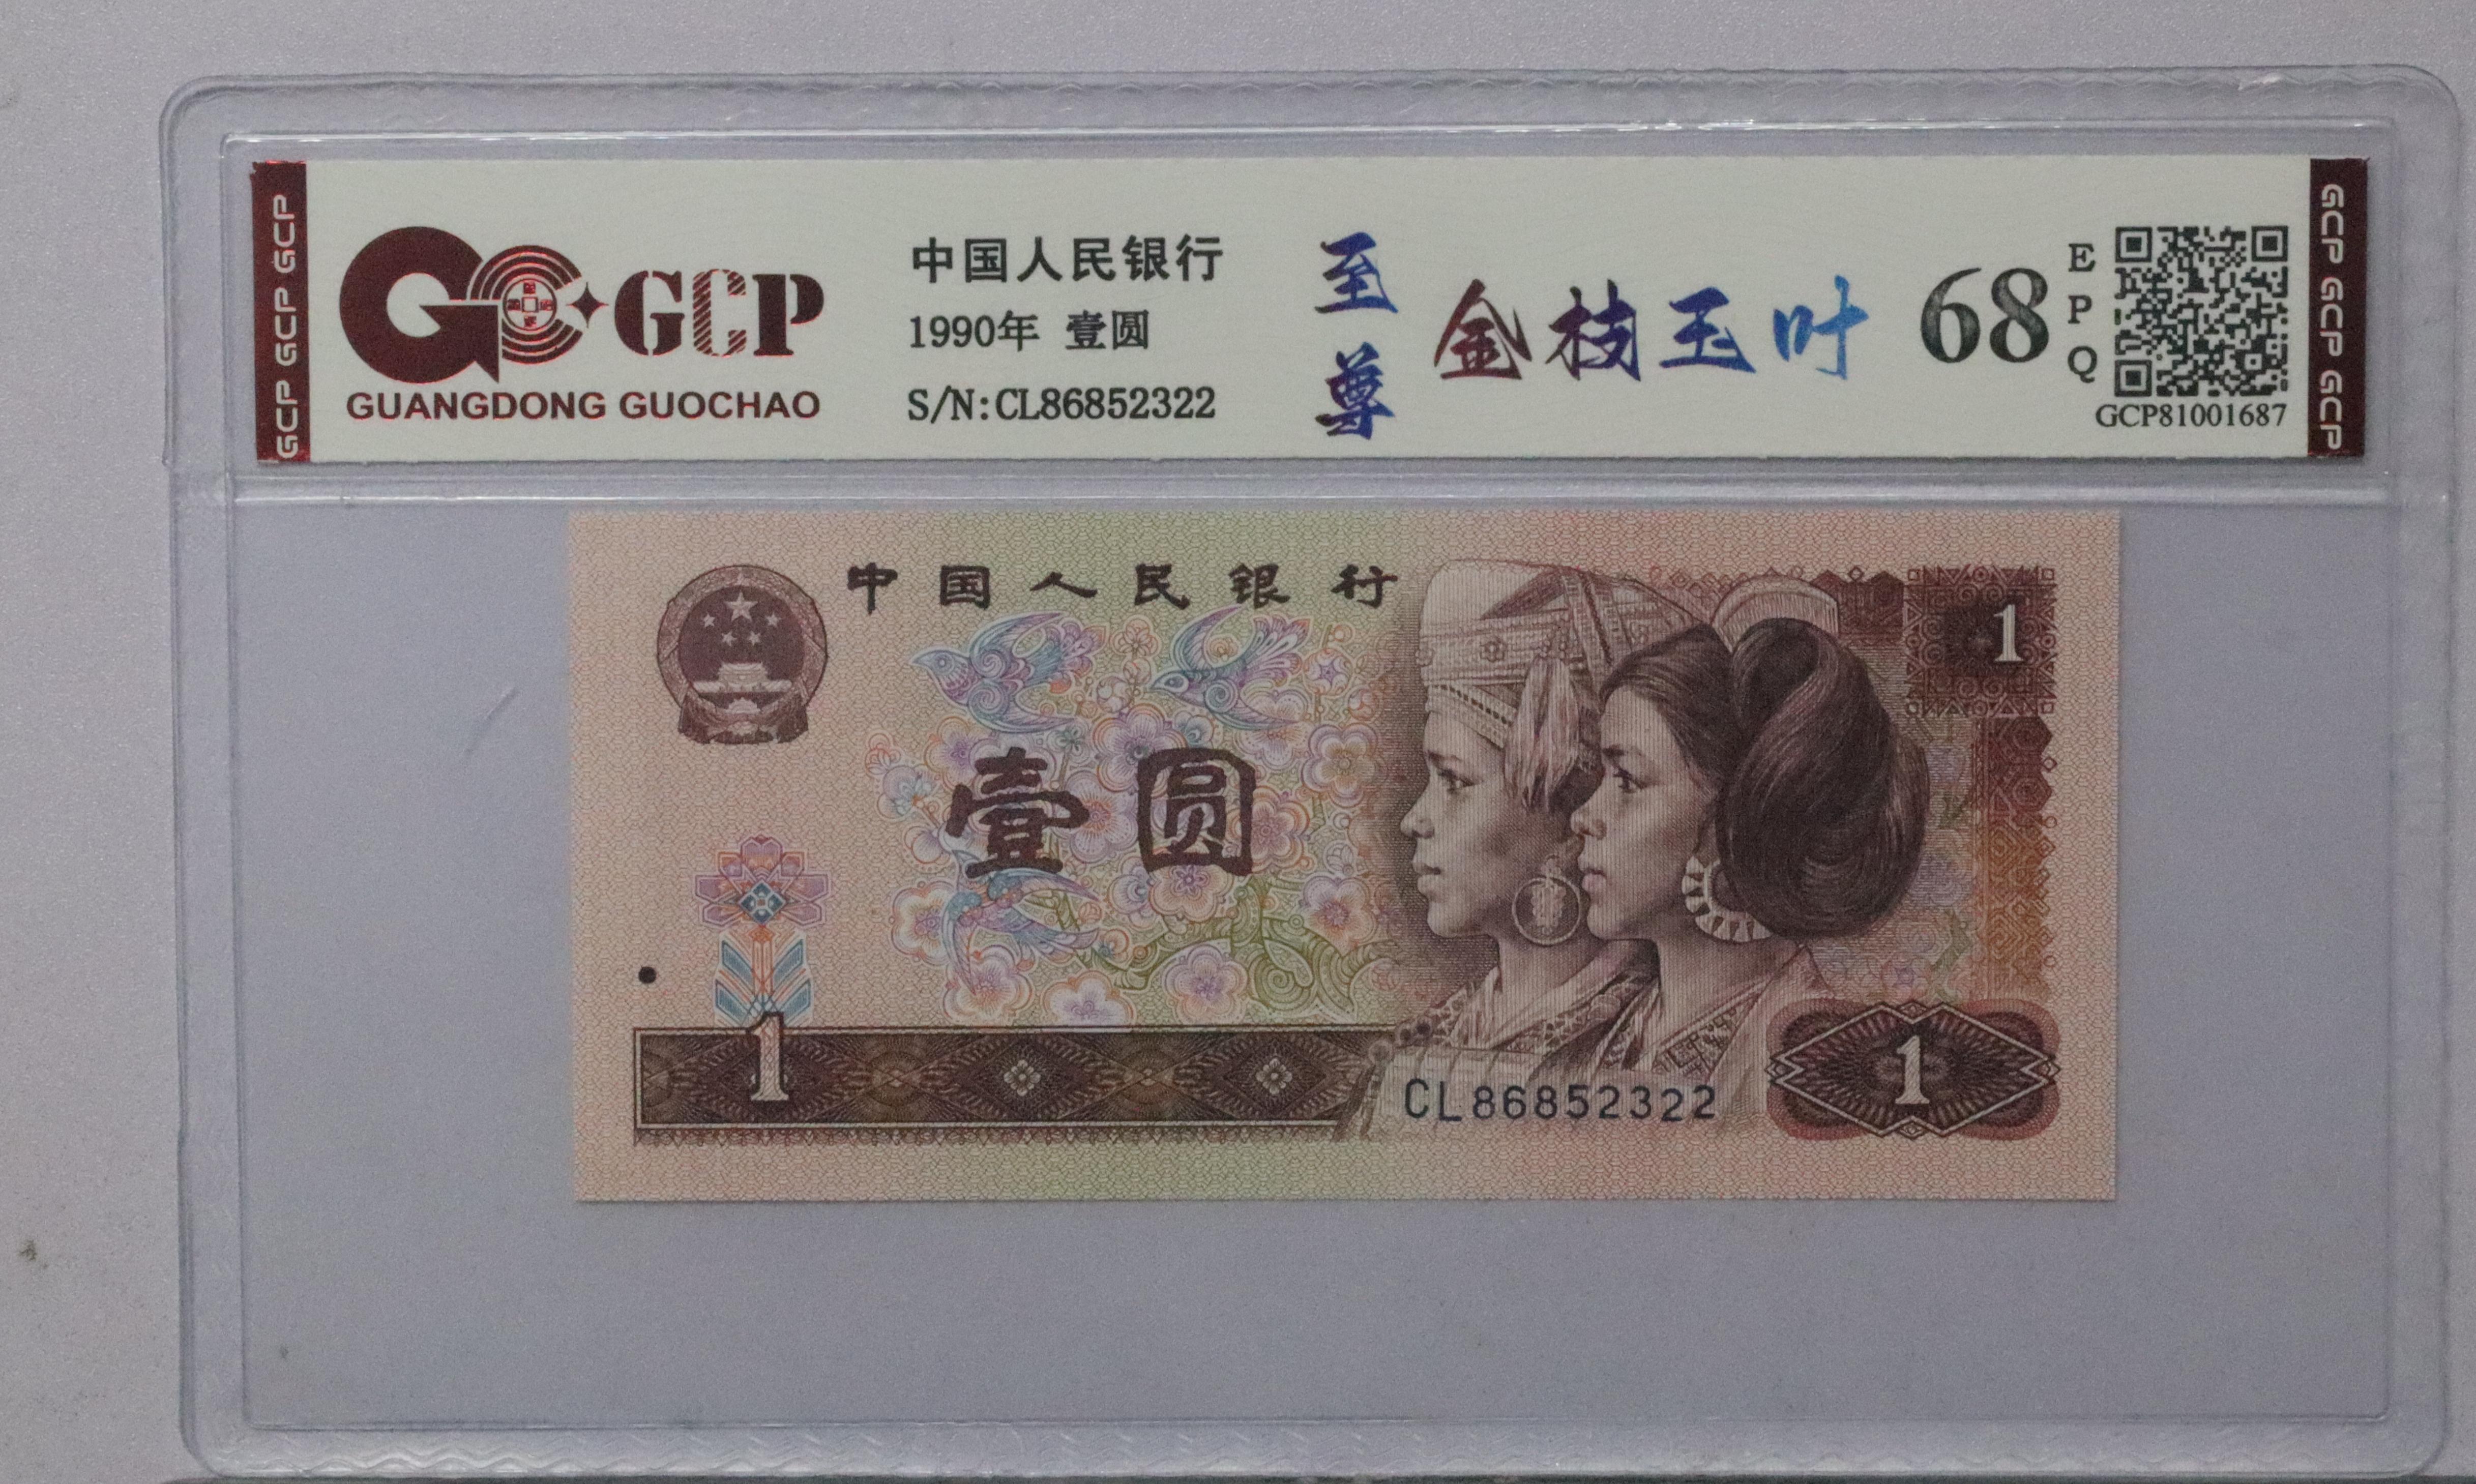 GCP GCP GCP
GCP
GUANGDONG GUOCHAO
中国人民银行
1990年 壹圆
S/N:CL86852322
至尊
金枝玉叶
68
EPQ
GCP81001687
GCP GCP GCP
中国人民银行
1
壹圆
1
CL86852322
1